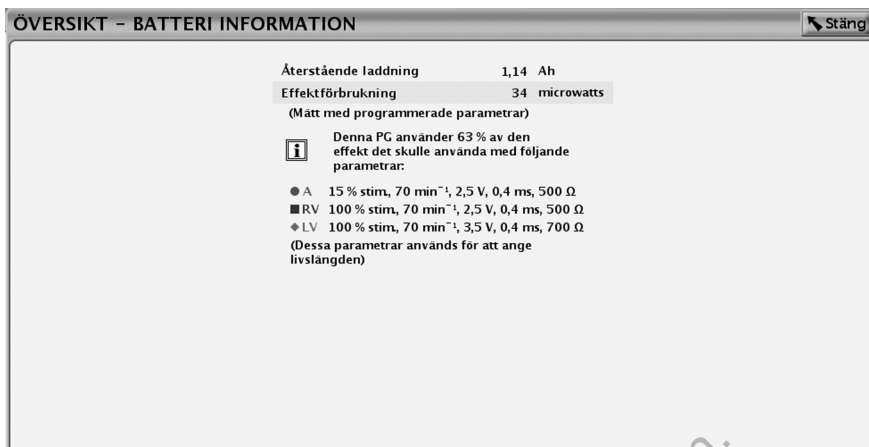 ÖVERSIKT – BATTERI INFORMATION
Stäng
Återstående laddning 1,14 Ah
Effektförbrukning 34 microwatts
(Mätt med programmerade parametrar)
Denna PG använder 63 % av den
effekt det skulle använda med följande
parametrar:
A 15 % stim., 70 min⁻¹, 2,5 V, 0,4 ms, 500 Ω
RV 100 % stim., 70 min⁻¹, 2,5 V, 0,4 ms, 500 Ω
LV 100 % stim., 70 min⁻¹, 3,5 V, 0,4 ms, 700 Ω
(Dessa parametrar används för att ange
livslängden)